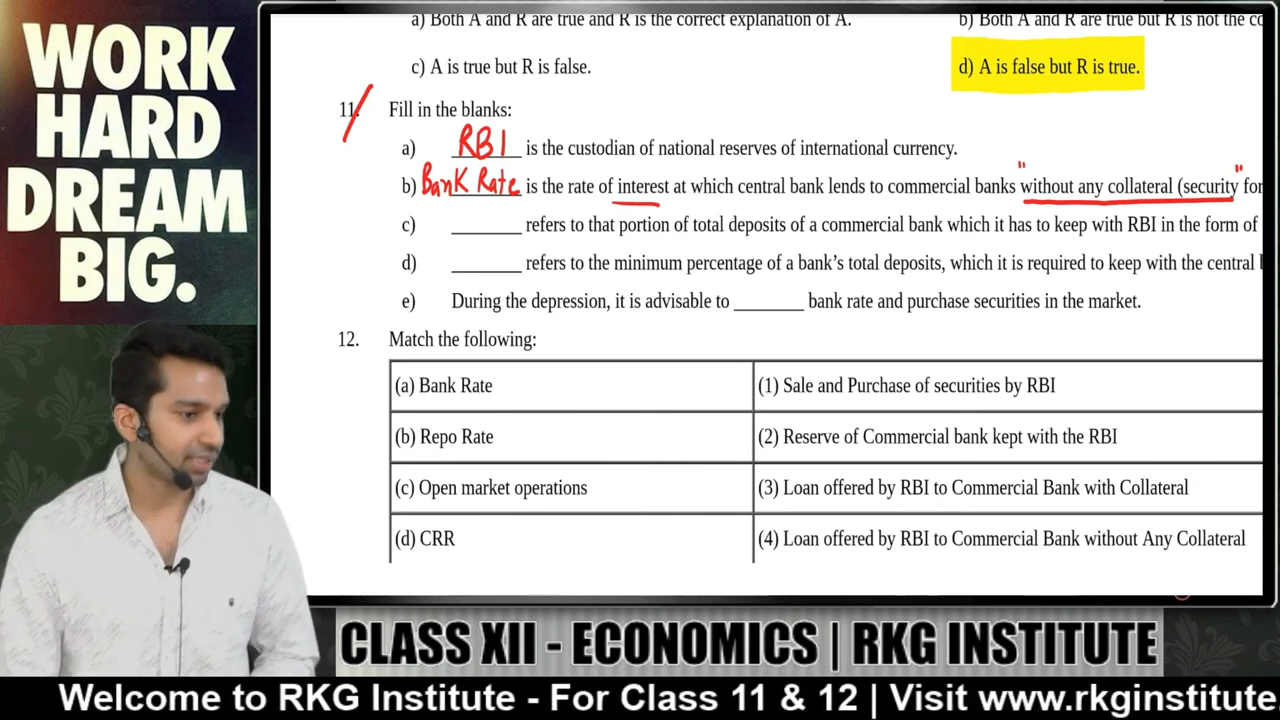 WORK
HARD
DREAM
BIG.
a) Both A and R are true and R is the correct explanation of A.
b) Both A and R are true but R is not the
c) A is true but R is false.
d) A is false but R is true.
11. Fill in the blanks:
a) RBI is the custodian of national reserves of international currency.
b) Bank Rate is the rate of interest at which central bank lends to commercial banks "without any collateral (security" for
c) ________ refers to that portion of total deposits of a commercial bank which it has to keep with RBI in the form of
d) ________ refers to the minimum percentage of a bank's total deposits, which it is required to keep with the central
e) During the depression, it is advisable to ________ bank rate and purchase securities in the market.
12. Match the following:
(a) Bank Rate
(1) Sale and Purchase of securities by RBI
(b) Repo Rate
(2) Reserve of Commercial bank kept with the RBI
(c) Open market operations
(3) Loan offered by RBI to Commercial Bank with Collateral
(d) CRR
(4) Loan offered by RBI to Commercial Bank without Any Collateral
CLASS XII - ECONOMICS | RKG INSTITUTE
Welcome to RKG Institute - For Class 11 & 12 | Visit www.rkginstitute.